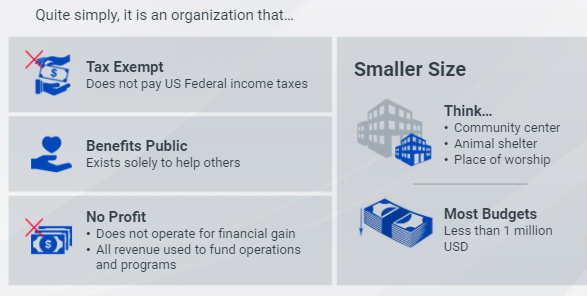 Quite simply, it is an organization that...
Tax Exempt
Does not pay US Federal income taxes
Benefits Public
Exists solely to help others
No Profit
• Does not operate for financial gain
• All revenue used to fund operations
and programs
Smaller Size
Think...
• Community center
• Animal shelter
• Place of worship
Most Budgets
Less than 1 million
USD